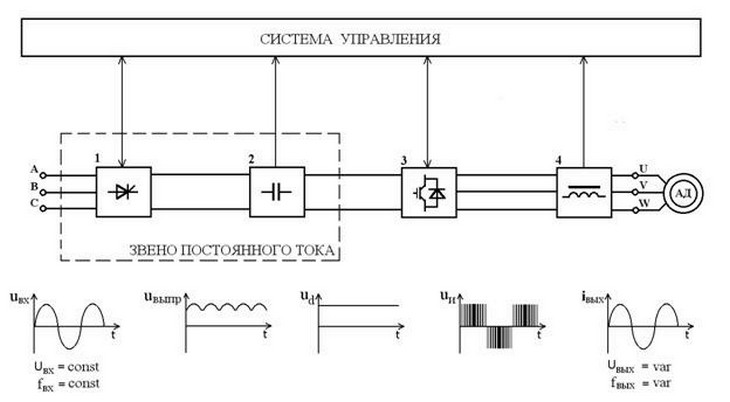 СИСТЕМА УПРАВЛЕНИЯ
1 2 3 4
A U
B V АД
C W
ЗВЕНО ПОСТОЯННОГО ТОКА
uвх uвыпр ud uи iвых
t t t t t
Uвх = const Uвых = var
fвх = const fвых = var